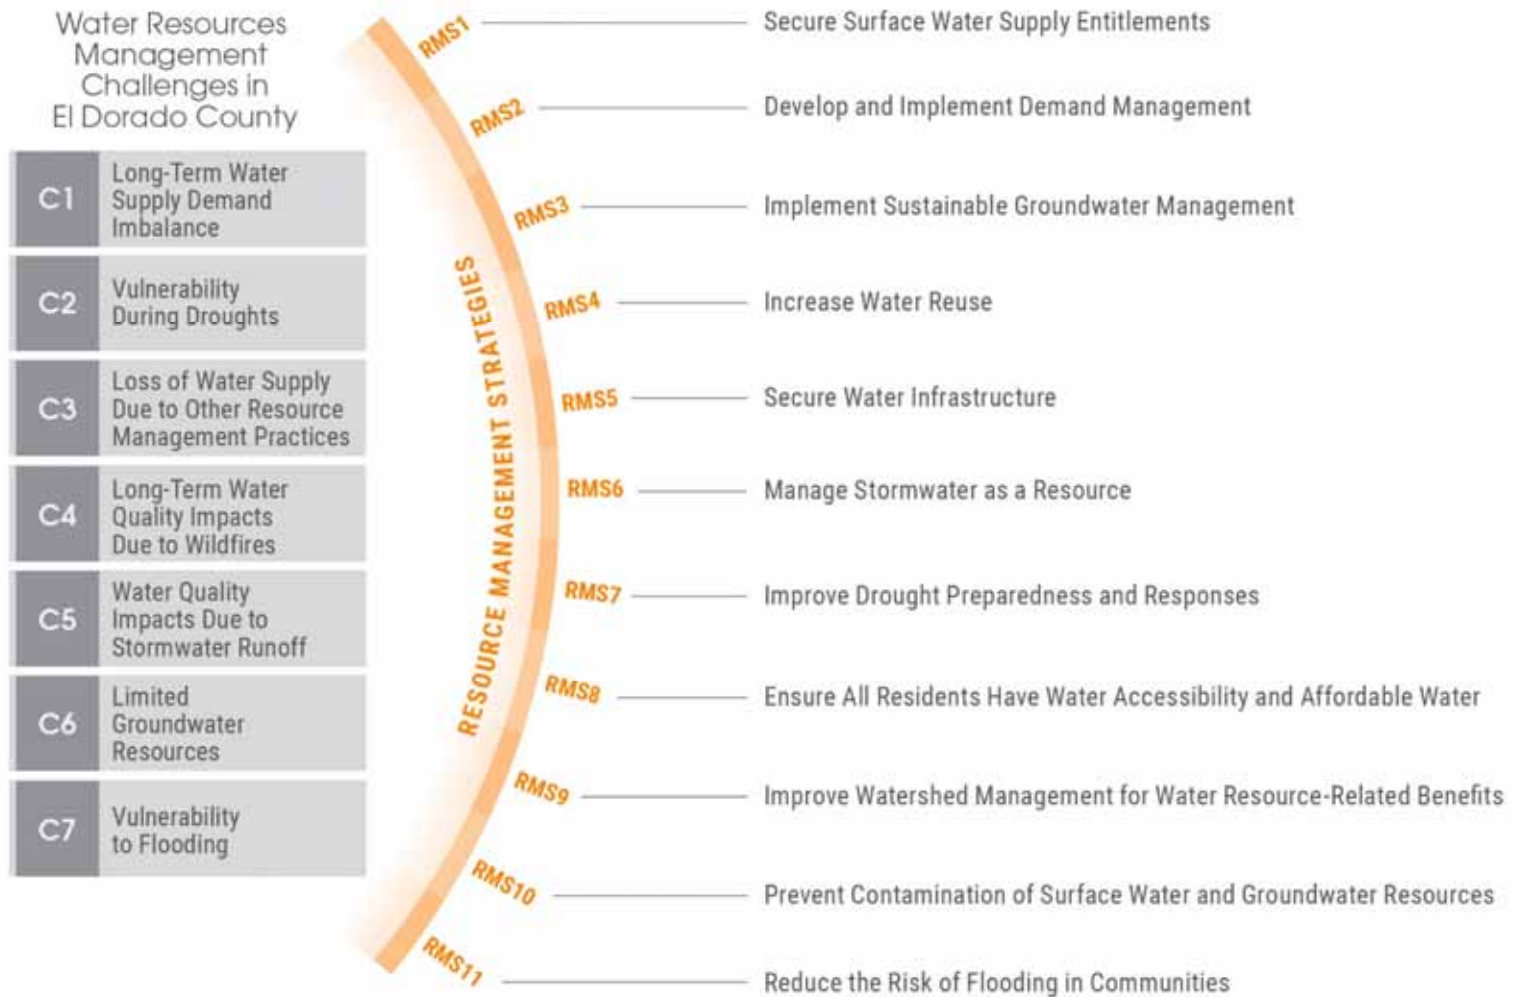 Water Resources
Management
Challenges in
El Dorado County
C1
Long-Term Water
Supply Demand
Imbalance
C2
Vulnerability
During Droughts
C3
Loss of Water Supply
Due to Other Resource
Management Practices
C4
Long-Term Water
Quality Impacts
Due to Wildfires
C5
Water Quality
Impacts Due to
Stormwater Runoff
C6
Limited
Groundwater
Resources
C7
Vulnerability
to Flooding
RESOURCE MANAGEMENT STRATEGIES
RMS1 Secure Surface Water Supply Entitlements
RMS2 Develop and Implement Demand Management
RMS3 Implement Sustainable Groundwater Management
RMS4 Increase Water Reuse
RMS5 Secure Water Infrastructure
RMS6 Manage Stormwater as a Resource
RMS7 Improve Drought Preparedness and Responses
RMS8 Ensure All Residents Have Water Accessibility and Affordable Water
RMS9 Improve Watershed Management for Water Resource-Related Benefits
RMS10 Prevent Contamination of Surface Water and Groundwater Resources
RMS11 Reduce the Risk of Flooding in Communities